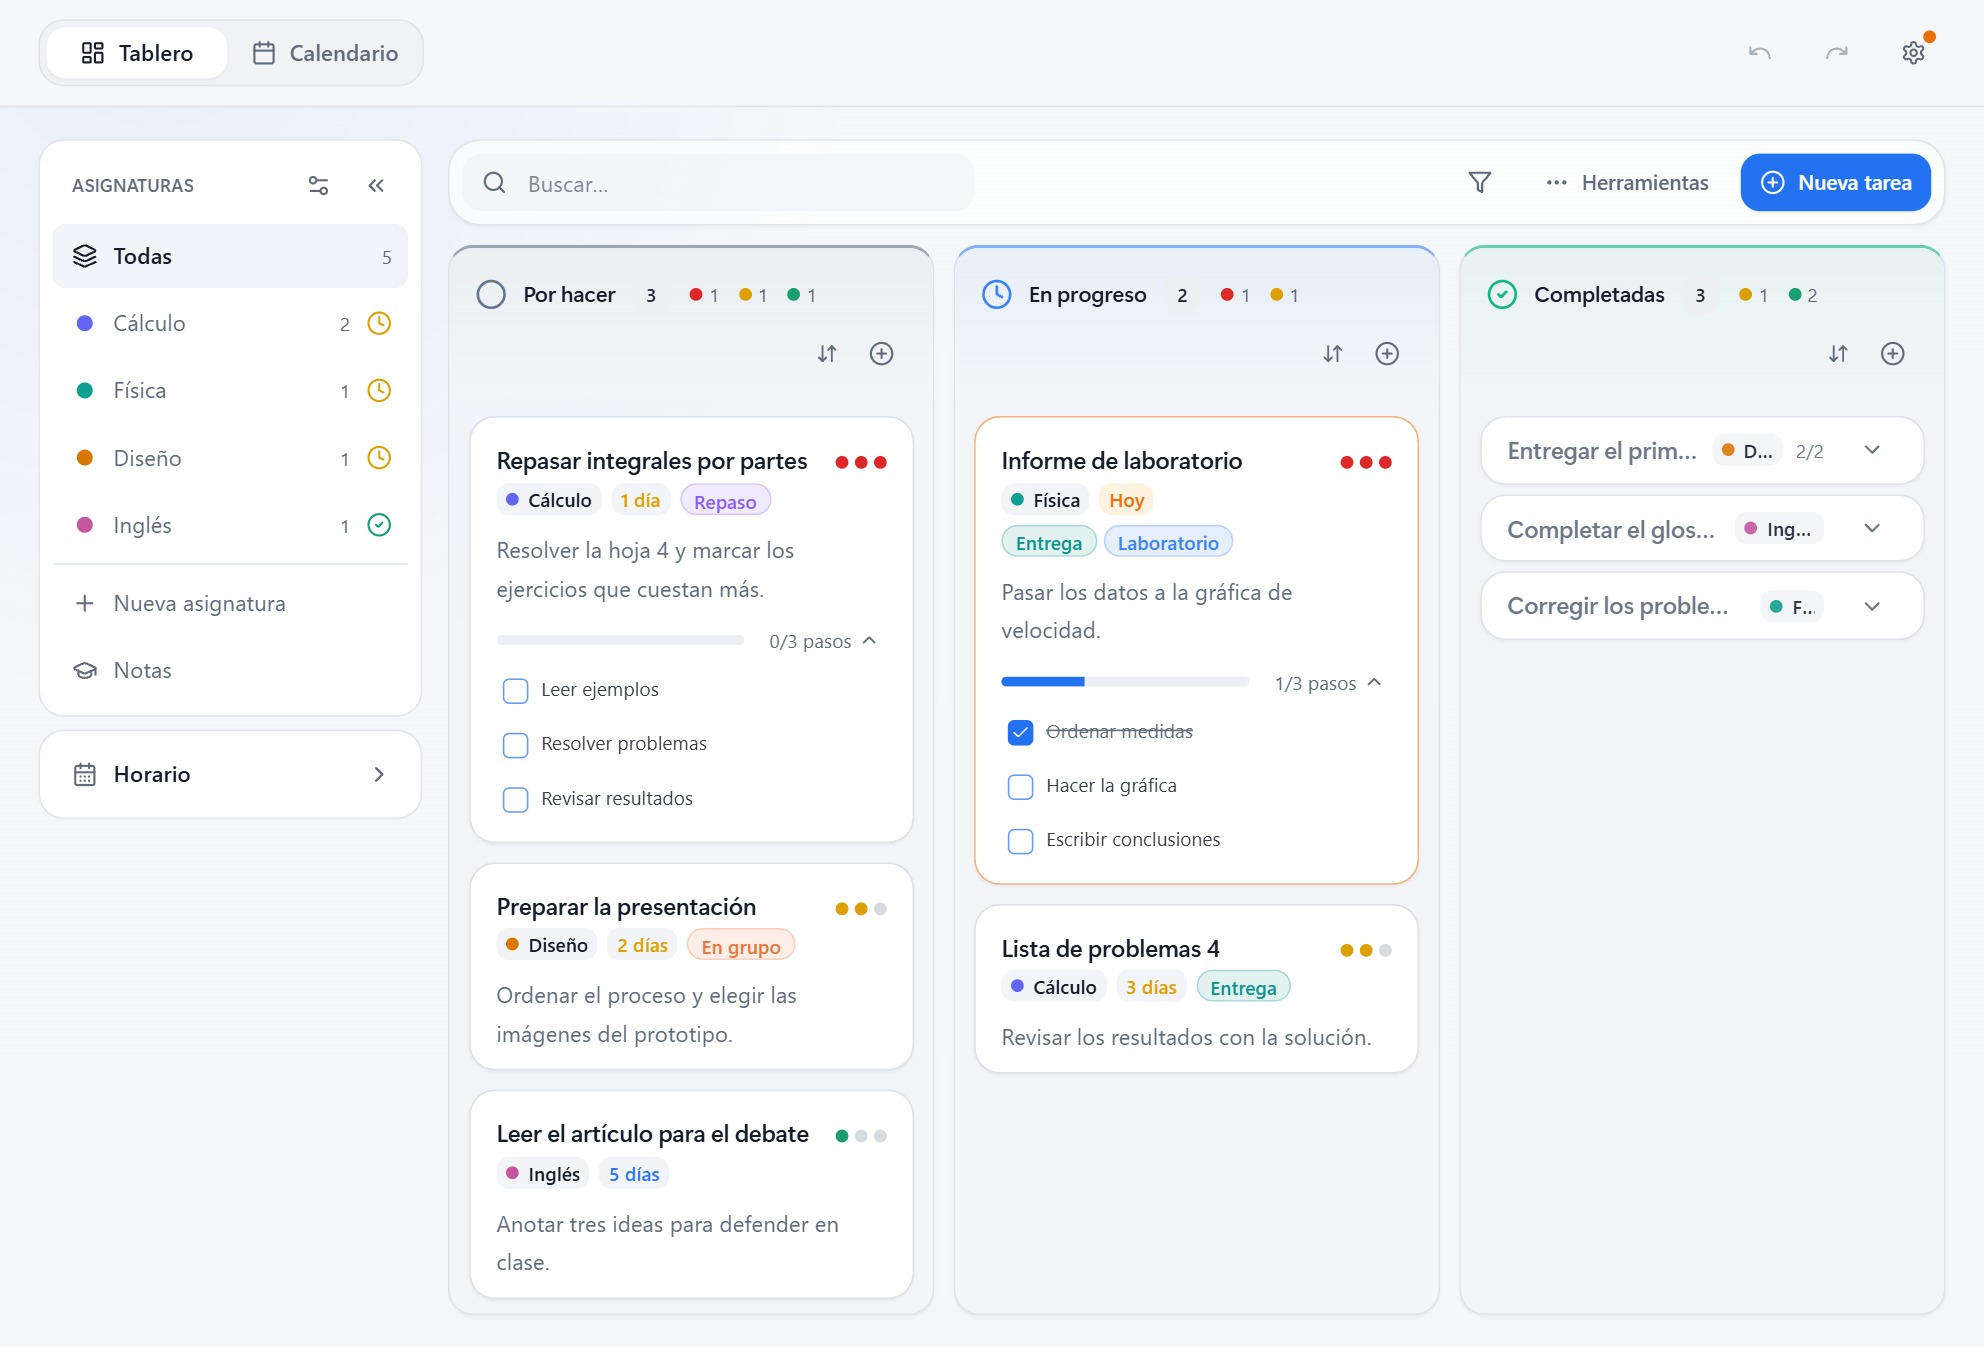 Tablero
Calendario
ASIGNATURAS
Todas 5
Cálculo 2
Física 1
Diseño 1
Inglés 1
Nueva asignatura
Notas
Horario
Buscar...
Herramientas
Nueva tarea
Por hacer 3 1 1 1
Repasar integrales por partes
Cálculo 1 día Repaso
Resolver la hoja 4 y marcar los
ejercicios que cuestan más.
0/3 pasos
Leer ejemplos
Resolver problemas
Revisar resultados
Preparar la presentación
Diseño 2 días En grupo
Ordenar el proceso y elegir las
imágenes del prototipo.
Leer el artículo para el debate
Inglés 5 días
Anotar tres ideas para defender en
clase.
En progreso 2 1 1
Informe de laboratorio
Física Hoy
Entrega Laboratorio
Pasar los datos a la gráfica de
velocidad.
1/3 pasos
Ordenar medidas
Hacer la gráfica
Escribir conclusiones
Lista de problemas 4
Cálculo 3 días Entrega
Revisar los resultados con la solución.
Completadas 3 1 2
Entregar el prim... D... 2/2
Completar el glos... Ing...
Corregir los proble... F...